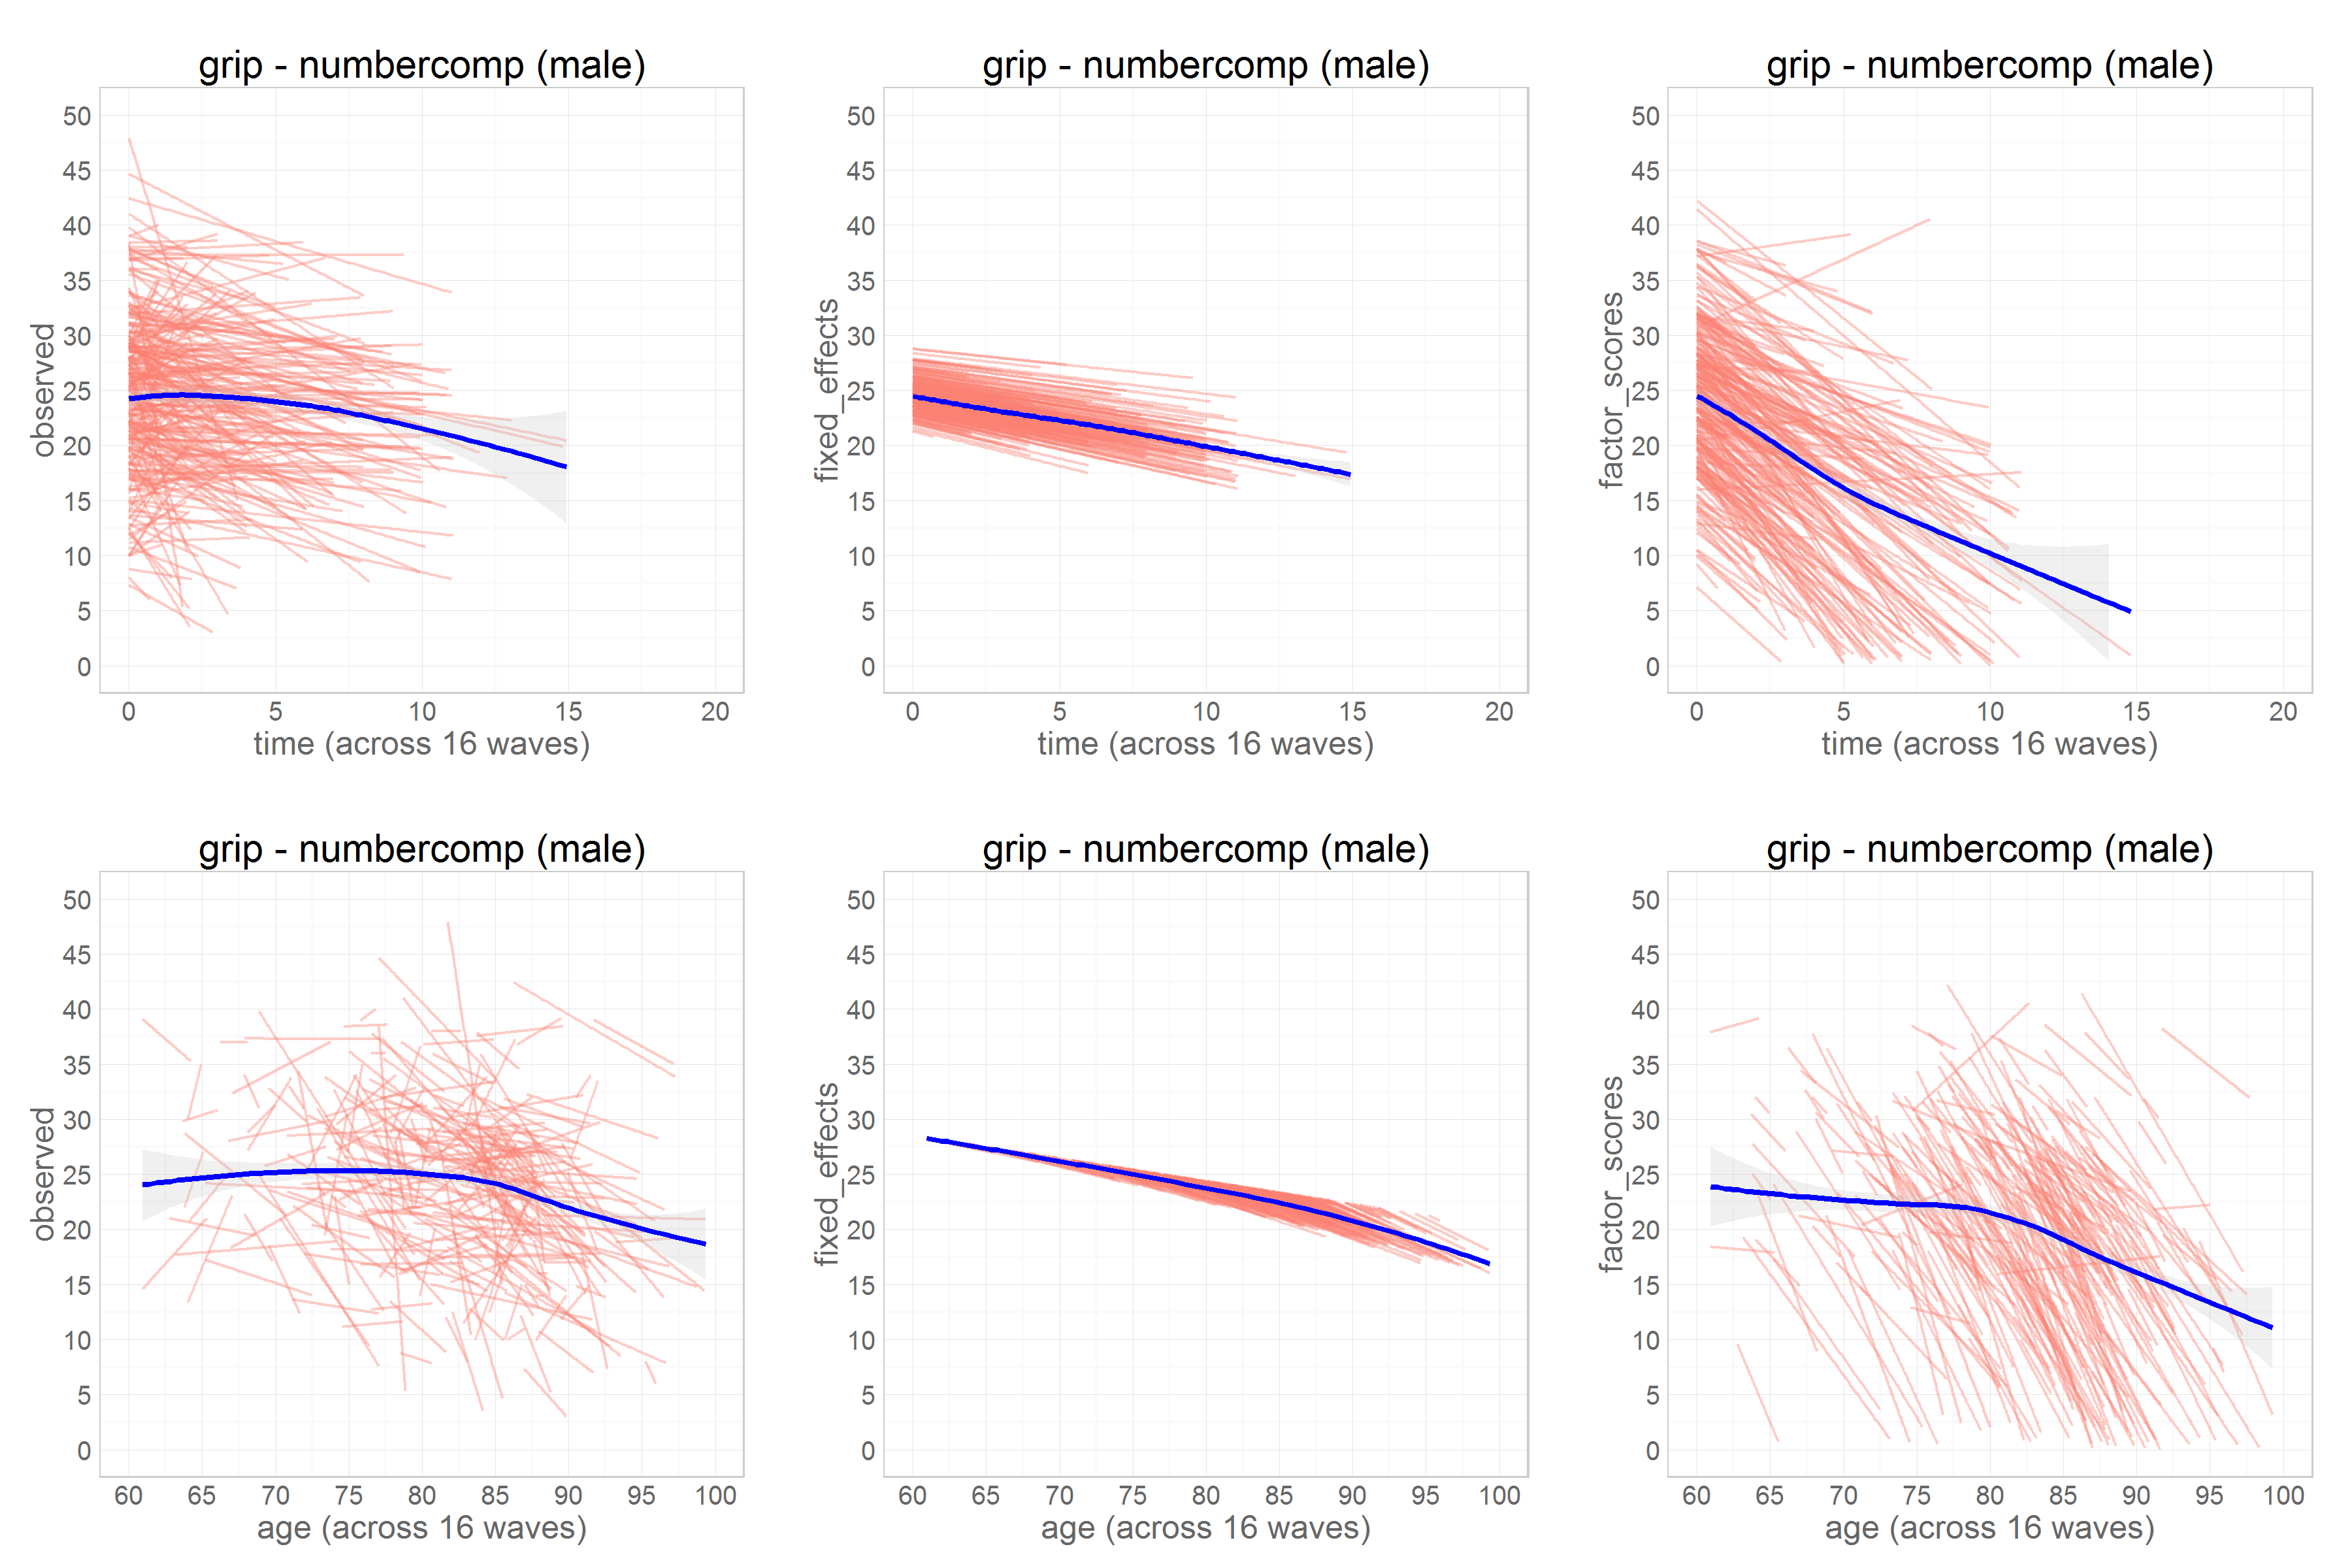 grip - numbercomp (male) grip - numbercomp (male) grip - numbercomp (male)
50 50 50
45 45 45
40 40 40
35 35 35
30 30 30
25 25 25
20 20 20
15 15 15
10 10 10
5 5 5
0 0 0
observed fixed_effects factor_scores
0 5 10 15 20 0 5 10 15 20 0 5 10 15 20
time (across 16 waves) time (across 16 waves) time (across 16 waves)
grip - numbercomp (male) grip - numbercomp (male) grip - numbercomp (male)
50 50 50
45 45 45
40 40 40
35 35 35
30 30 30
25 25 25
20 20 20
15 15 15
10 10 10
5 5 5
0 0 0
observed fixed_effects factor_scores
60 65 70 75 80 85 90 95 100 60 65 70 75 80 85 90 95 100 60 65 70 75 80 85 90 95 100
age (across 16 waves) age (across 16 waves) age (across 16 waves)